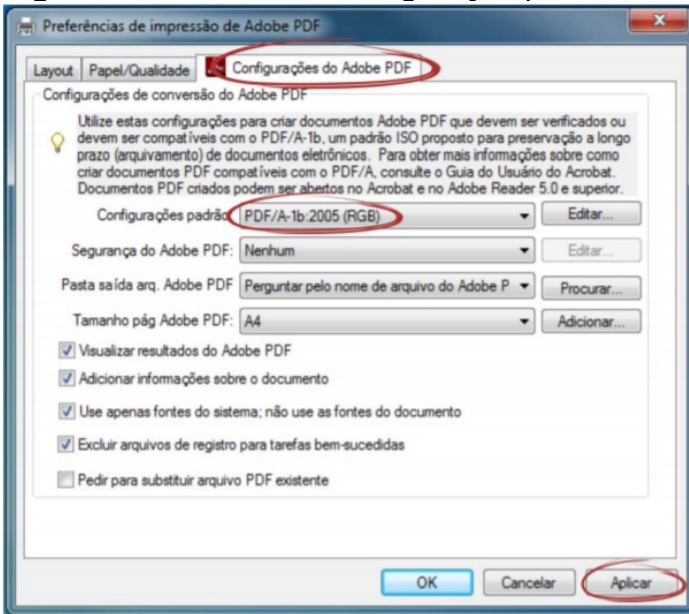 Preferências de impressão de Adobe PDF
Layout Papel/Qualidade Configurações do Adobe PDF
Configurações de conversão do Adobe PDF
Utilize estas configurações para criar documentos Adobe PDF que devem ser verificados ou
devem ser compatíveis com o PDF/A-1b, um padrão ISO proposto para preservação a longo
prazo (arquivamento) de documentos eletrônicos. Para obter mais informações sobre como
criar documentos PDF compatíveis com o PDF/A, consulte o Guia do Usuário do Acrobat.
Documentos PDF criados podem ser abertos no Acrobat e no Adobe Reader 5.0 e superior.
Configurações padrão PDF/A-1b:2005 (RGB) Editar...
Segurança do Adobe PDF: Nenhum Editar...
Pasta saída arq. Adobe PDF Perguntar pelo nome de arquivo do Adobe P Procurar...
Tamanho pág Adobe PDF: A4 Adicionar...
Visualizar resultados do Adobe PDF
Adicionar informações sobre o documento
Use apenas fontes do sistema; não use as fontes do documento
Excluir arquivos de registro para tarefas bem-sucedidas
Pedir para substituir arquivo PDF existente
OK Cancelar Aplicar